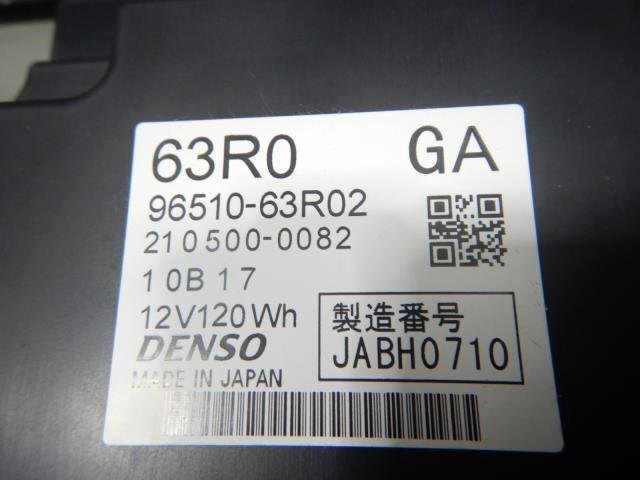 63R0 GA
96510-63R02
210500-0082
10B17
12V120Wh
DENSO
MADE IN JAPAN
製造番号
JABH0710